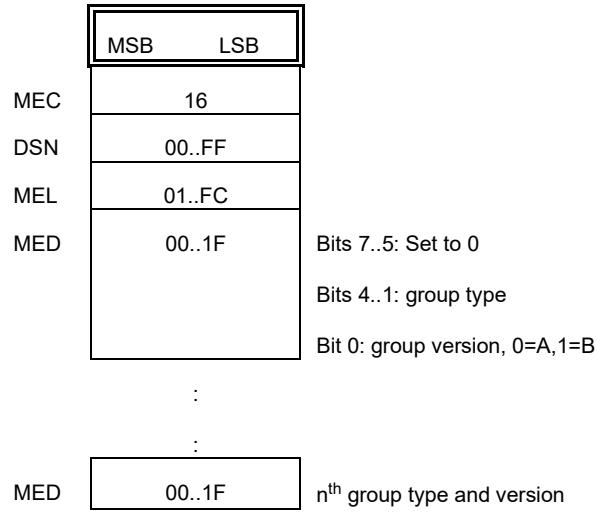 MSB LSB
MEC 16
DSN 00..FF
MEL 01..FC
MED 00..1F Bits 7..5: Set to 0
Bits 4..1: group type
Bit 0: group version, 0=A,1=B
:
:
MED 00..1F nth group type and version